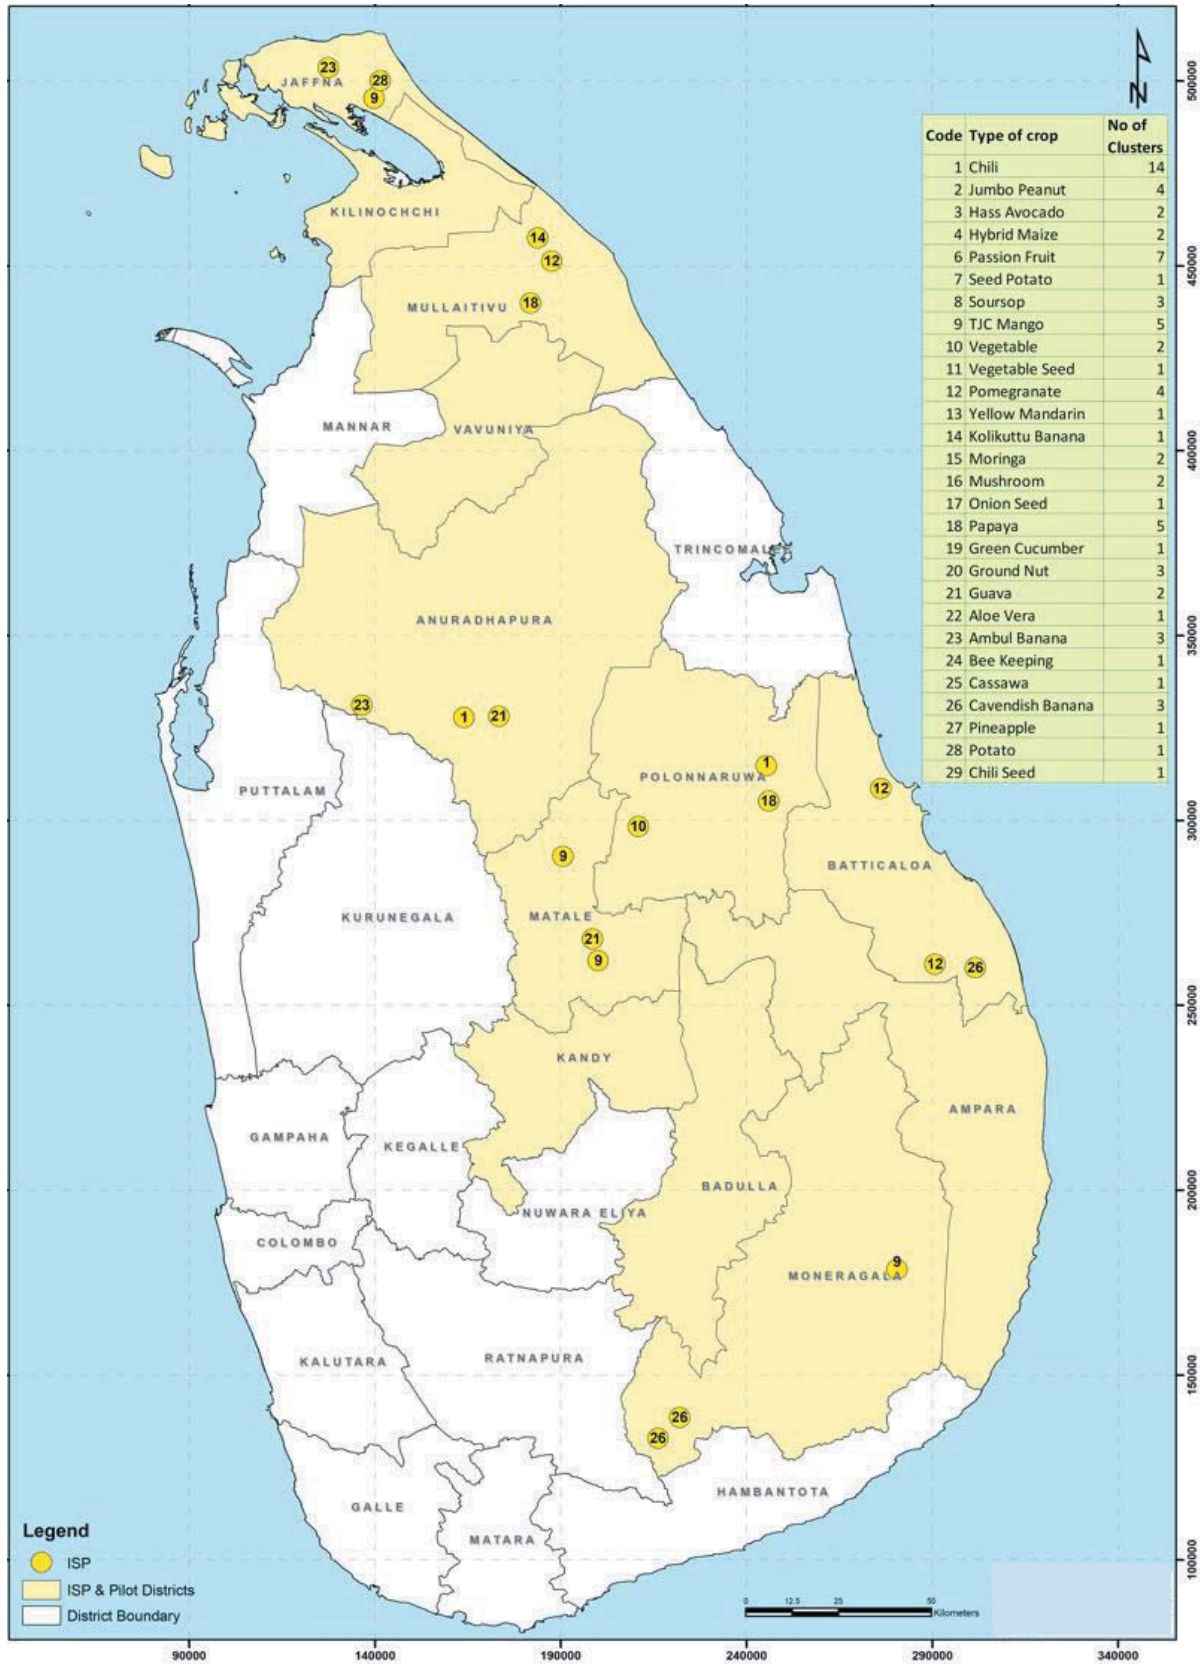 23
JAFFNA
28
9
500000
Code Type of crop No of Clusters
1 Chili 14
2 Jumbo Peanut 4
3 Hass Avocado 2
4 Hybrid Maize 2
6 Passion Fruit 7
7 Seed Potato 1
8 Soursop 3
9 TJC Mango 5
10 Vegetable 2
11 Vegetable Seed 1
12 Pomegranate 4
13 Yellow Mandarin 1
14 Kolikuttu Banana 1
15 Moringa 2
16 Mushroom 2
17 Onion Seed 1
18 Papaya 5
19 Green Cucumber 1
20 Ground Nut 3
21 Guava 2
22 Aloe Vera 1
23 Ambul Banana 3
24 Bee Keeping 1
25 Cassawa 1
26 Cavendish Banana 3
27 Pineapple 1
28 Potato 1
29 Chili Seed 1
KILINOCHCHI
14
12
450000
18
MULLAITIVU
MANNAR
VAVUNIYA
400000
TRINCOMALEE
ANURADHAPURA
350000
23
1
21
1
POLONNARUWA
PUTTALAM
12
18
10
300000
9
BATTICALOA
KURUNEGALA
MATALE
21
9
12
26
250000
KANDY
AMPARA
GAMPAHA
KEGALLE
BADULLA
200000
NUWARA ELIYA
COLOMBO
9
MONERAGALA
KALUTARA
RATNAPURA
150000
26
26
HAMBANTOTA
GALLE
MATARA
100000
Legend
ISP
ISP & Pilot Districts
District Boundary
0 12.5 25 50
Kilometers
90000 140000 190000 240000 290000 340000
N